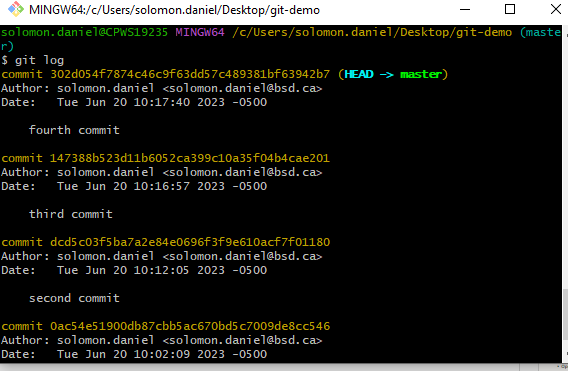 MINGW64:/c/Users/solomon.daniel/Desktop/git-demo
solomon.daniel@CPWS19235 MINGW64 /c/Users/solomon.daniel/Desktop/git-demo (maste
r)
$ git log
commit 302d054f7874c46c9f63dd57c489381bf63942b7 (HEAD -> master)
Author: solomon.daniel <solomon.daniel@bsd.ca>
Date:   Tue Jun 20 10:17:40 2023 -0500
fourth commit
commit 147388b523d11b6052ca399c10a35f04b4cae201
Author: solomon.daniel <solomon.daniel@bsd.ca>
Date:   Tue Jun 20 10:16:57 2023 -0500
third commit
commit dcd5c03f5ba7a2e84e0696f3f9e610acf7f01180
Author: solomon.daniel <solomon.daniel@bsd.ca>
Date:   Tue Jun 20 10:12:05 2023 -0500
second commit
commit 0ac54e51900db87cbb5ac670bd5c7009de8cc546
Author: solomon.daniel <solomon.daniel@bsd.ca>
Date:   Tue Jun 20 10:02:09 2023 -0500